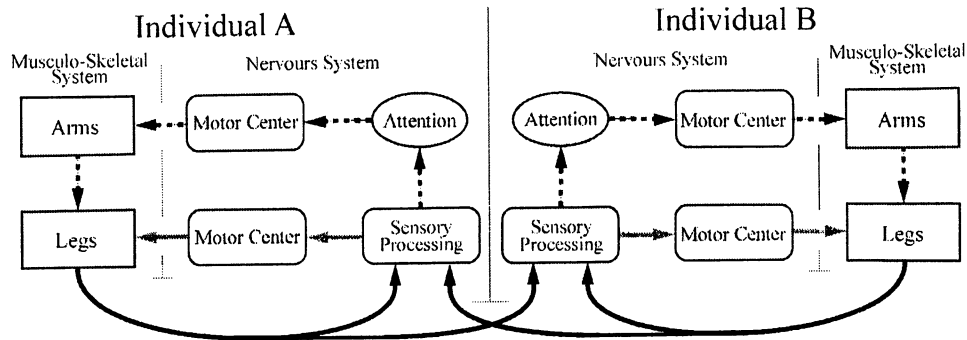 Individual A
Individual B
Musculo-Skeletal
System
Nervours System
Nervours System
Musculo-Skeletal
System
Arms
Motor Center
Attention
Attention
Motor Center
Arms
Legs
Motor Center
Sensory
Processing
Sensory
Processing
Motor Center
Legs